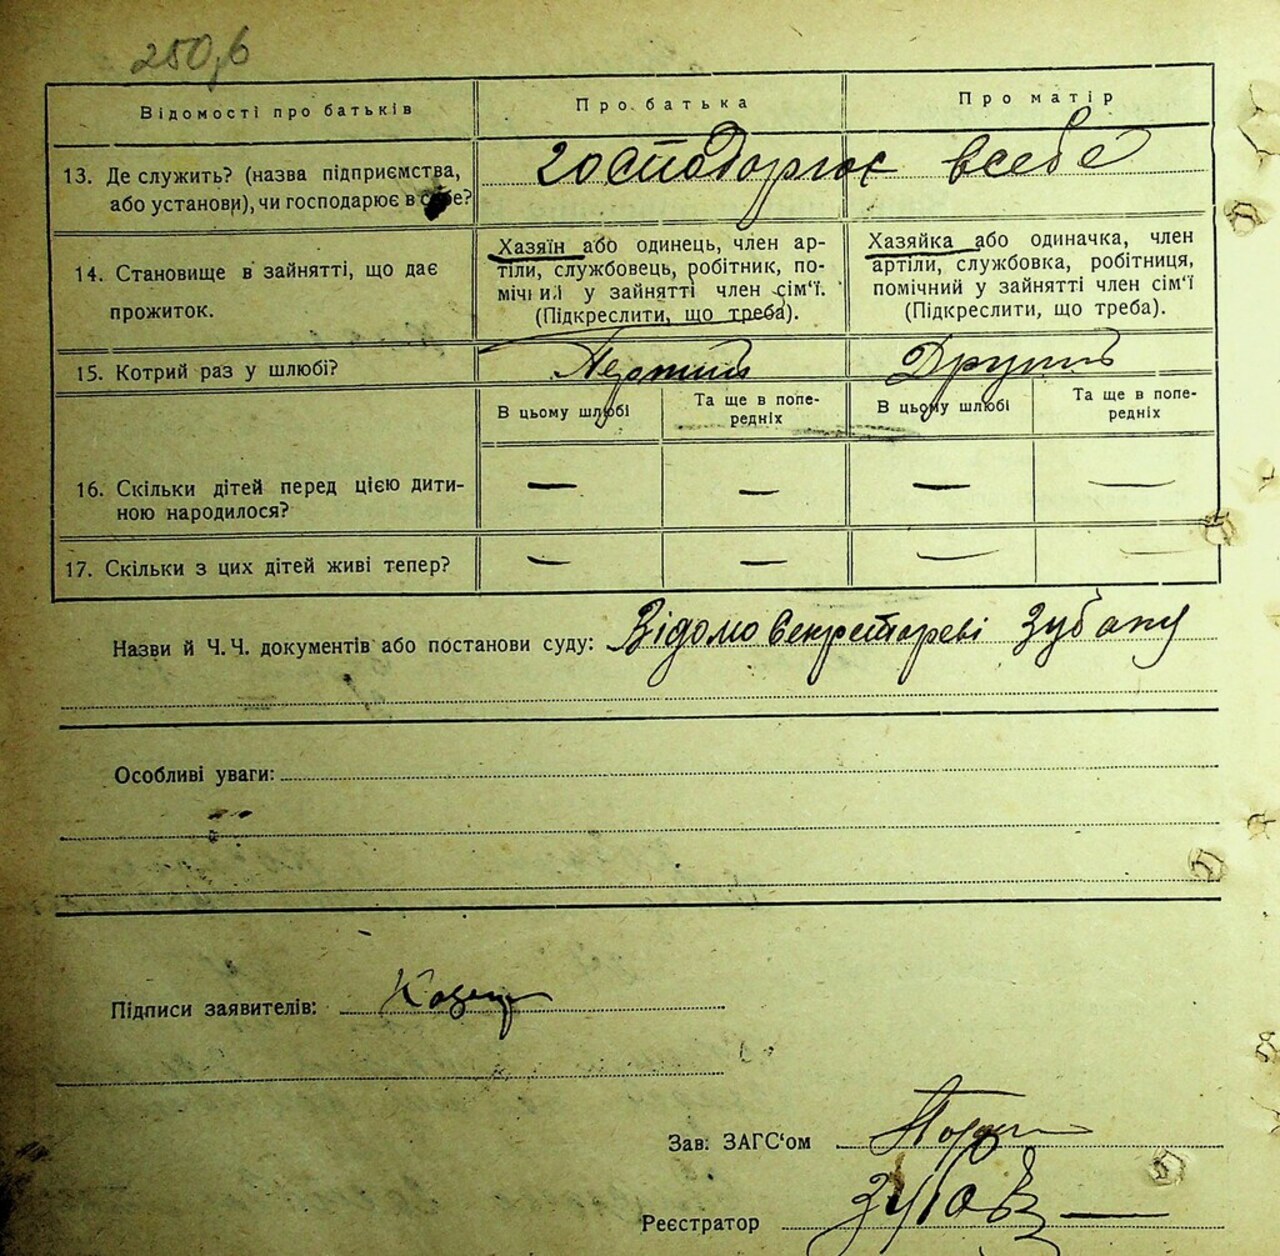 250,б
Відомості про батьків
Про батька
Про матір
13. Де служить? (назва підприємства,
або установи), чи господарює в себе?
господарює в себе
14. Становище в зайнятті, що дає
прожиток.
Хазяїн або одинець, член ар-
тіли, службовець, робітник, по-
мічний у зайнятті член сім‘ї.
(Підкреслити, що треба).
Хазяйка або одиначка, член
артіли, службовка, робітниця,
помічний у зайнятті член сім‘ї
(Підкреслити, що треба).
15. Котрий раз у шлюбі?
Первий
Другий
В цьому шлюбі
Та ще в попе-
редніх
В цьому шлюбі
Та ще в попе-
редніх
16. Скільки дітей перед цією дити-
ною народилося?
— — — —
17. Скільки з цих дітей живі тепер?
— — — —
Назви й Ч. Ч. документів або постанови суду: Відомо Секретареві
Особливі уваги:
Підписи заявителів:
Зав: ЗАГС‘ом
Реєстратор